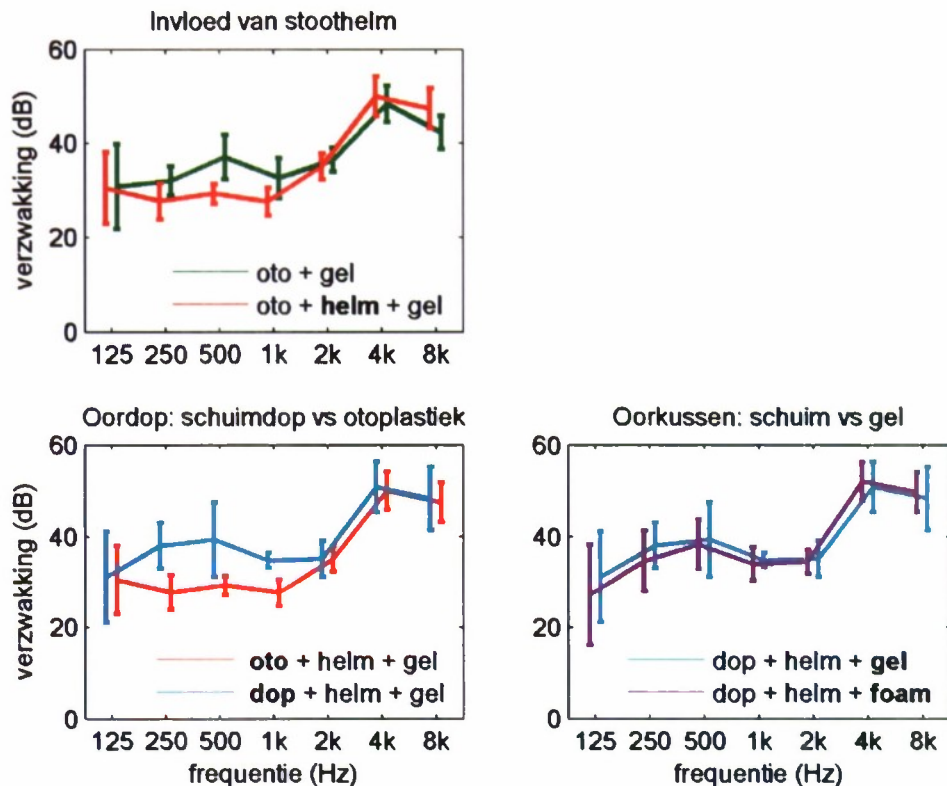 Invloed van stoothelm
60
40
20
0
verzwakking (dB)
oto + gel
oto + helm + gel
125 250 500 1k 2k 4k 8k
Oordop: schuimdop vs otoplastiek
60
40
20
0
verzwakking (dB)
oto + helm + gel
dop + helm + gel
125 250 500 1k 2k 4k 8k
frequentie (Hz)
Oorkussen: schuim vs gel
60
40
20
0
dop + helm + gel
dop + helm + foam
125 250 500 1k 2k 4k 8k
frequentie (Hz)